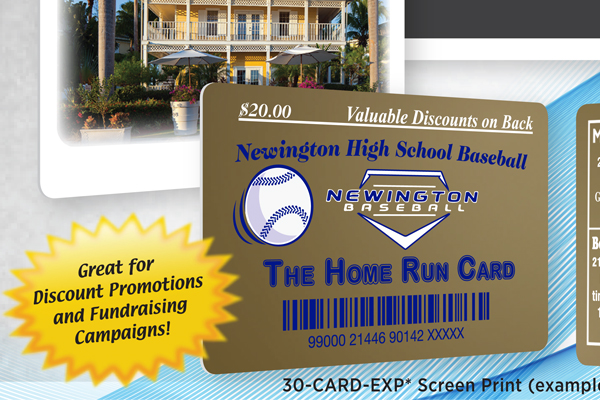 $20.00 Valuable Discounts on Back
Newington High School Baseball
NEWINGTON
BASEBALL
THE HOME RUN CARD
99000 21446 90142 XXXXX
Great for
Discount Promotions
and Fundraising
Campaigns!
30-CARD-EXP* Screen Print (example